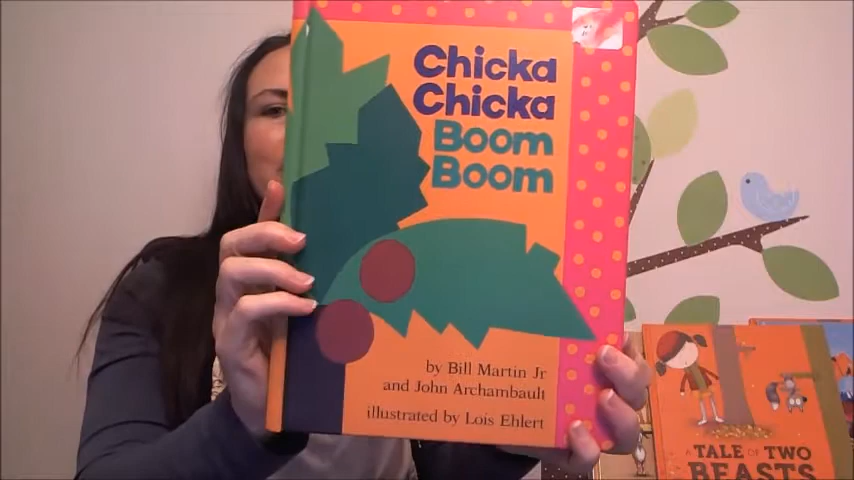 Chicka
Chicka
Boom
Boom
by Bill Martin Jr
and John Archambault
illustrated by Lois Ehlert
A TALE OF TWO
BEASTS